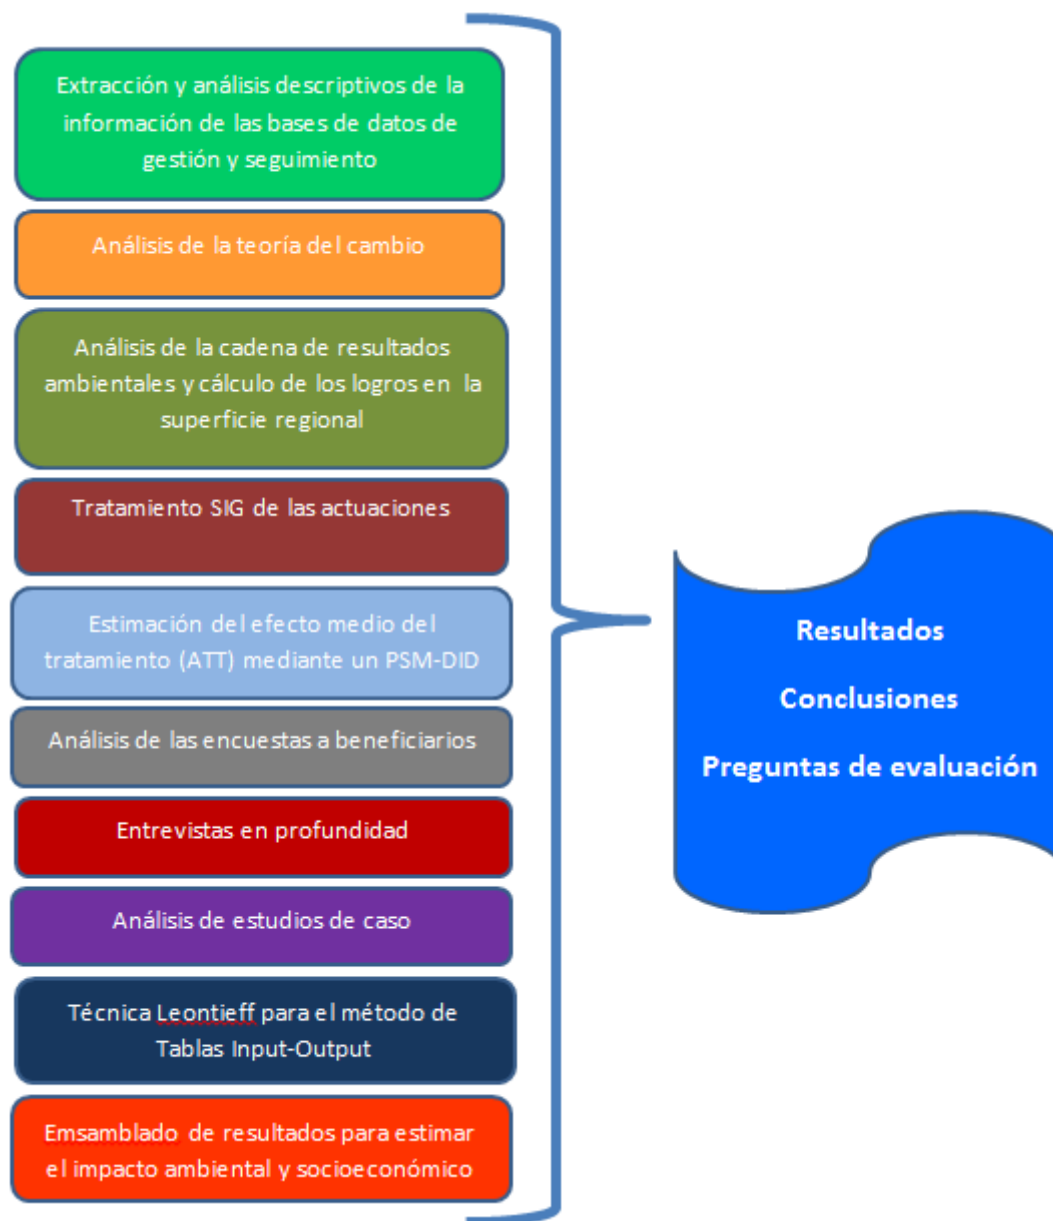 Extracción y análisis descriptivos de la
información de las bases de datos de
gestión y seguimiento
Análisis de la teoría del cambio
Análisis de la cadena de resultados
ambientales y cálculo de los logros en la
superficie regional
Tratamiento SIG de las actuaciones
Estimación del efecto medio del
tratamiento (ATT) mediante un PSM-DID
Análisis de las encuestas a beneficiarios
Entrevistas en profundidad
Análisis de estudios de caso
Técnica Leontieff para el método de
Tablas Input-Output
Emsamblado de resultados para estimar
el impacto ambiental y socioeconómico
Resultados
Conclusiones
Preguntas de evaluación